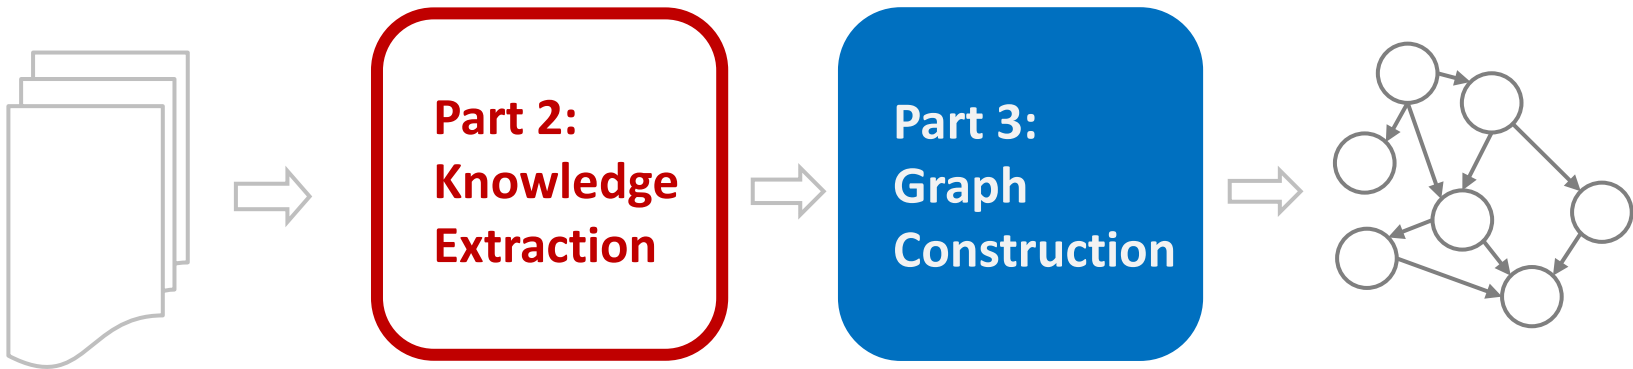 Part 2:
Knowledge
Extraction
Part 3:
Graph
Construction